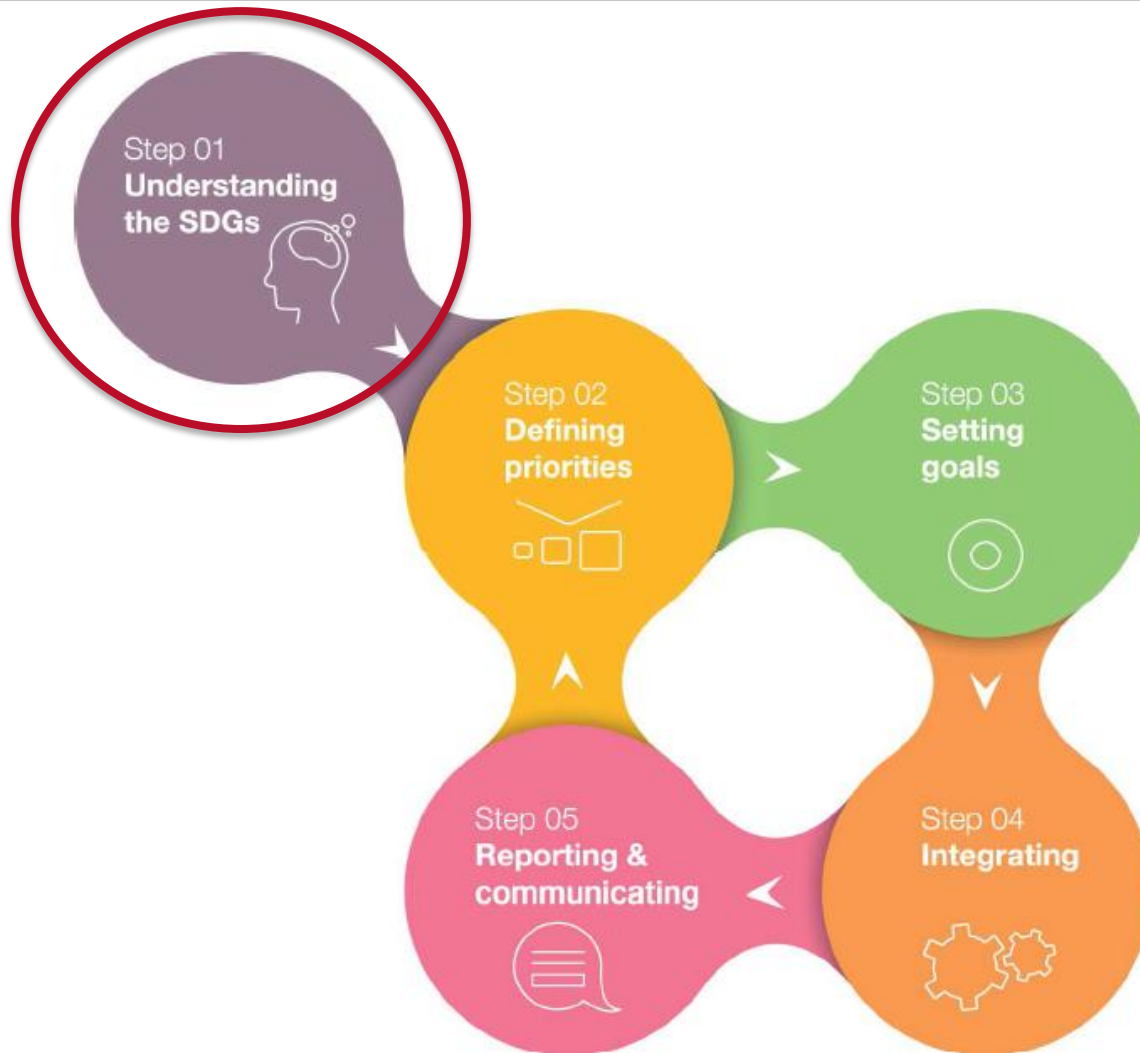 Step 01
Understanding
the SDGs
Step 02
Defining
priorities
Step 03
Setting
goals
Step 04
Integrating
Step 05
Reporting &
communicating